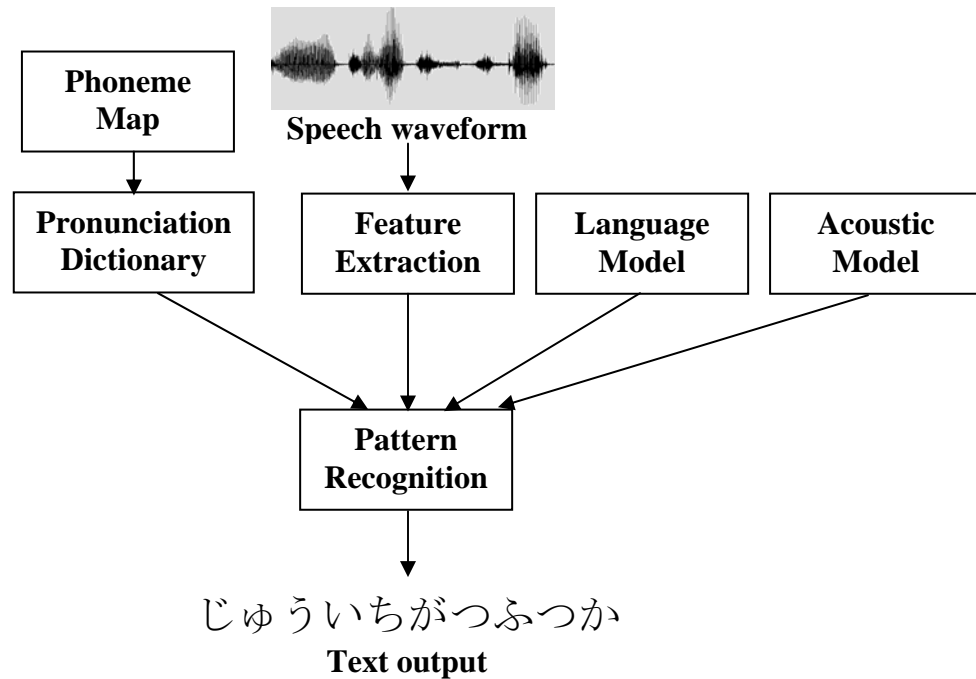 Phoneme
Map
Speech waveform
Pronunciation
Dictionary
Feature
Extraction
Language
Model
Acoustic
Model
Pattern
Recognition
じゅういちがつふつか
Text output